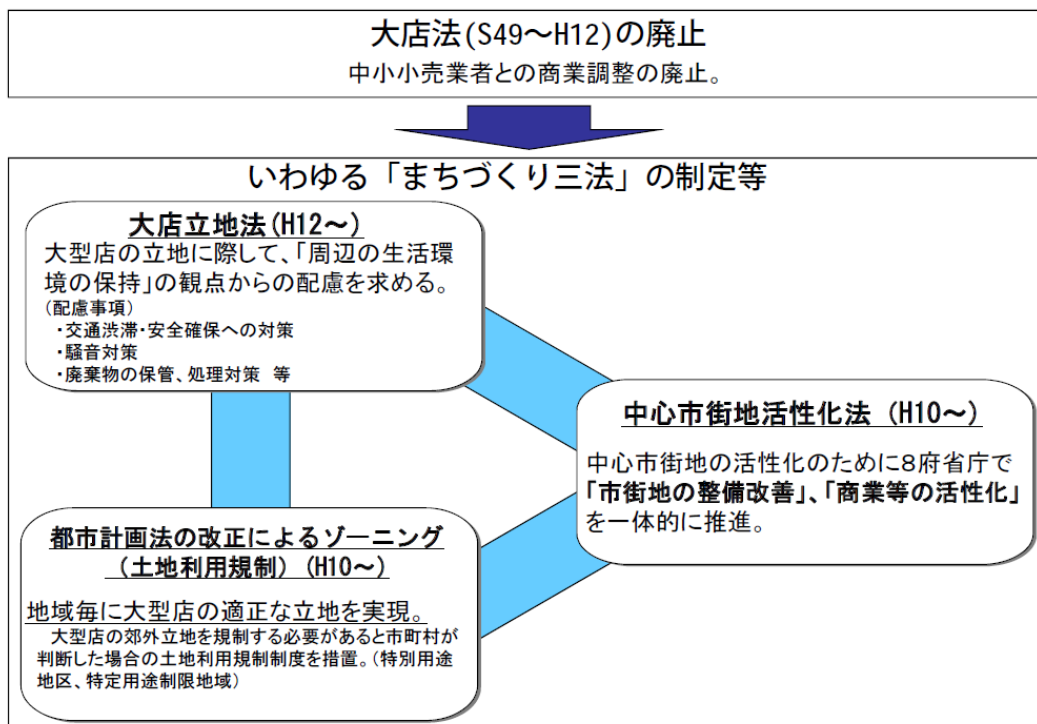 大店法(S49～H12)の廃止
中小小売業者との商業調整の廃止。
いわゆる「まちづくり三法」の制定等
大店立地法(H12～)
大型店の立地に際して、「周辺の生活環
境の保持」の観点からの配慮を求める。
(配慮事項)
・交通渋滞・安全確保への対策
・騒音対策
・廃棄物の保管、処理対策 等
中心市街地活性化法 (H10～)
中心市街地の活性化のために8府省庁で
「市街地の整備改善」、「商業等の活性化」
を一体的に推進。
都市計画法の改正によるゾーニング
(土地利用規制) (H10～)
地域毎に大型店の適正な立地を実現。
大型店の郊外立地を規制する必要があると市町村が
判断した場合の土地利用規制制度を措置。(特別用途
地区、特定用途制限地域)